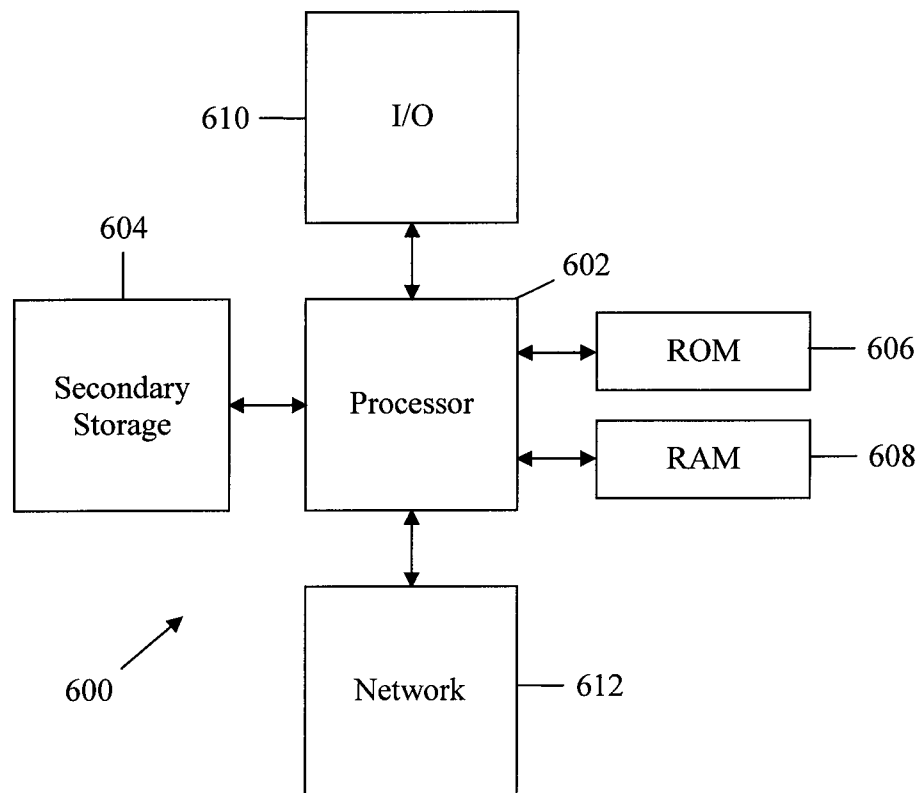 I/O
610
604
602
Secondary
Storage
Processor
ROM
606
RAM
608
600
Network
612